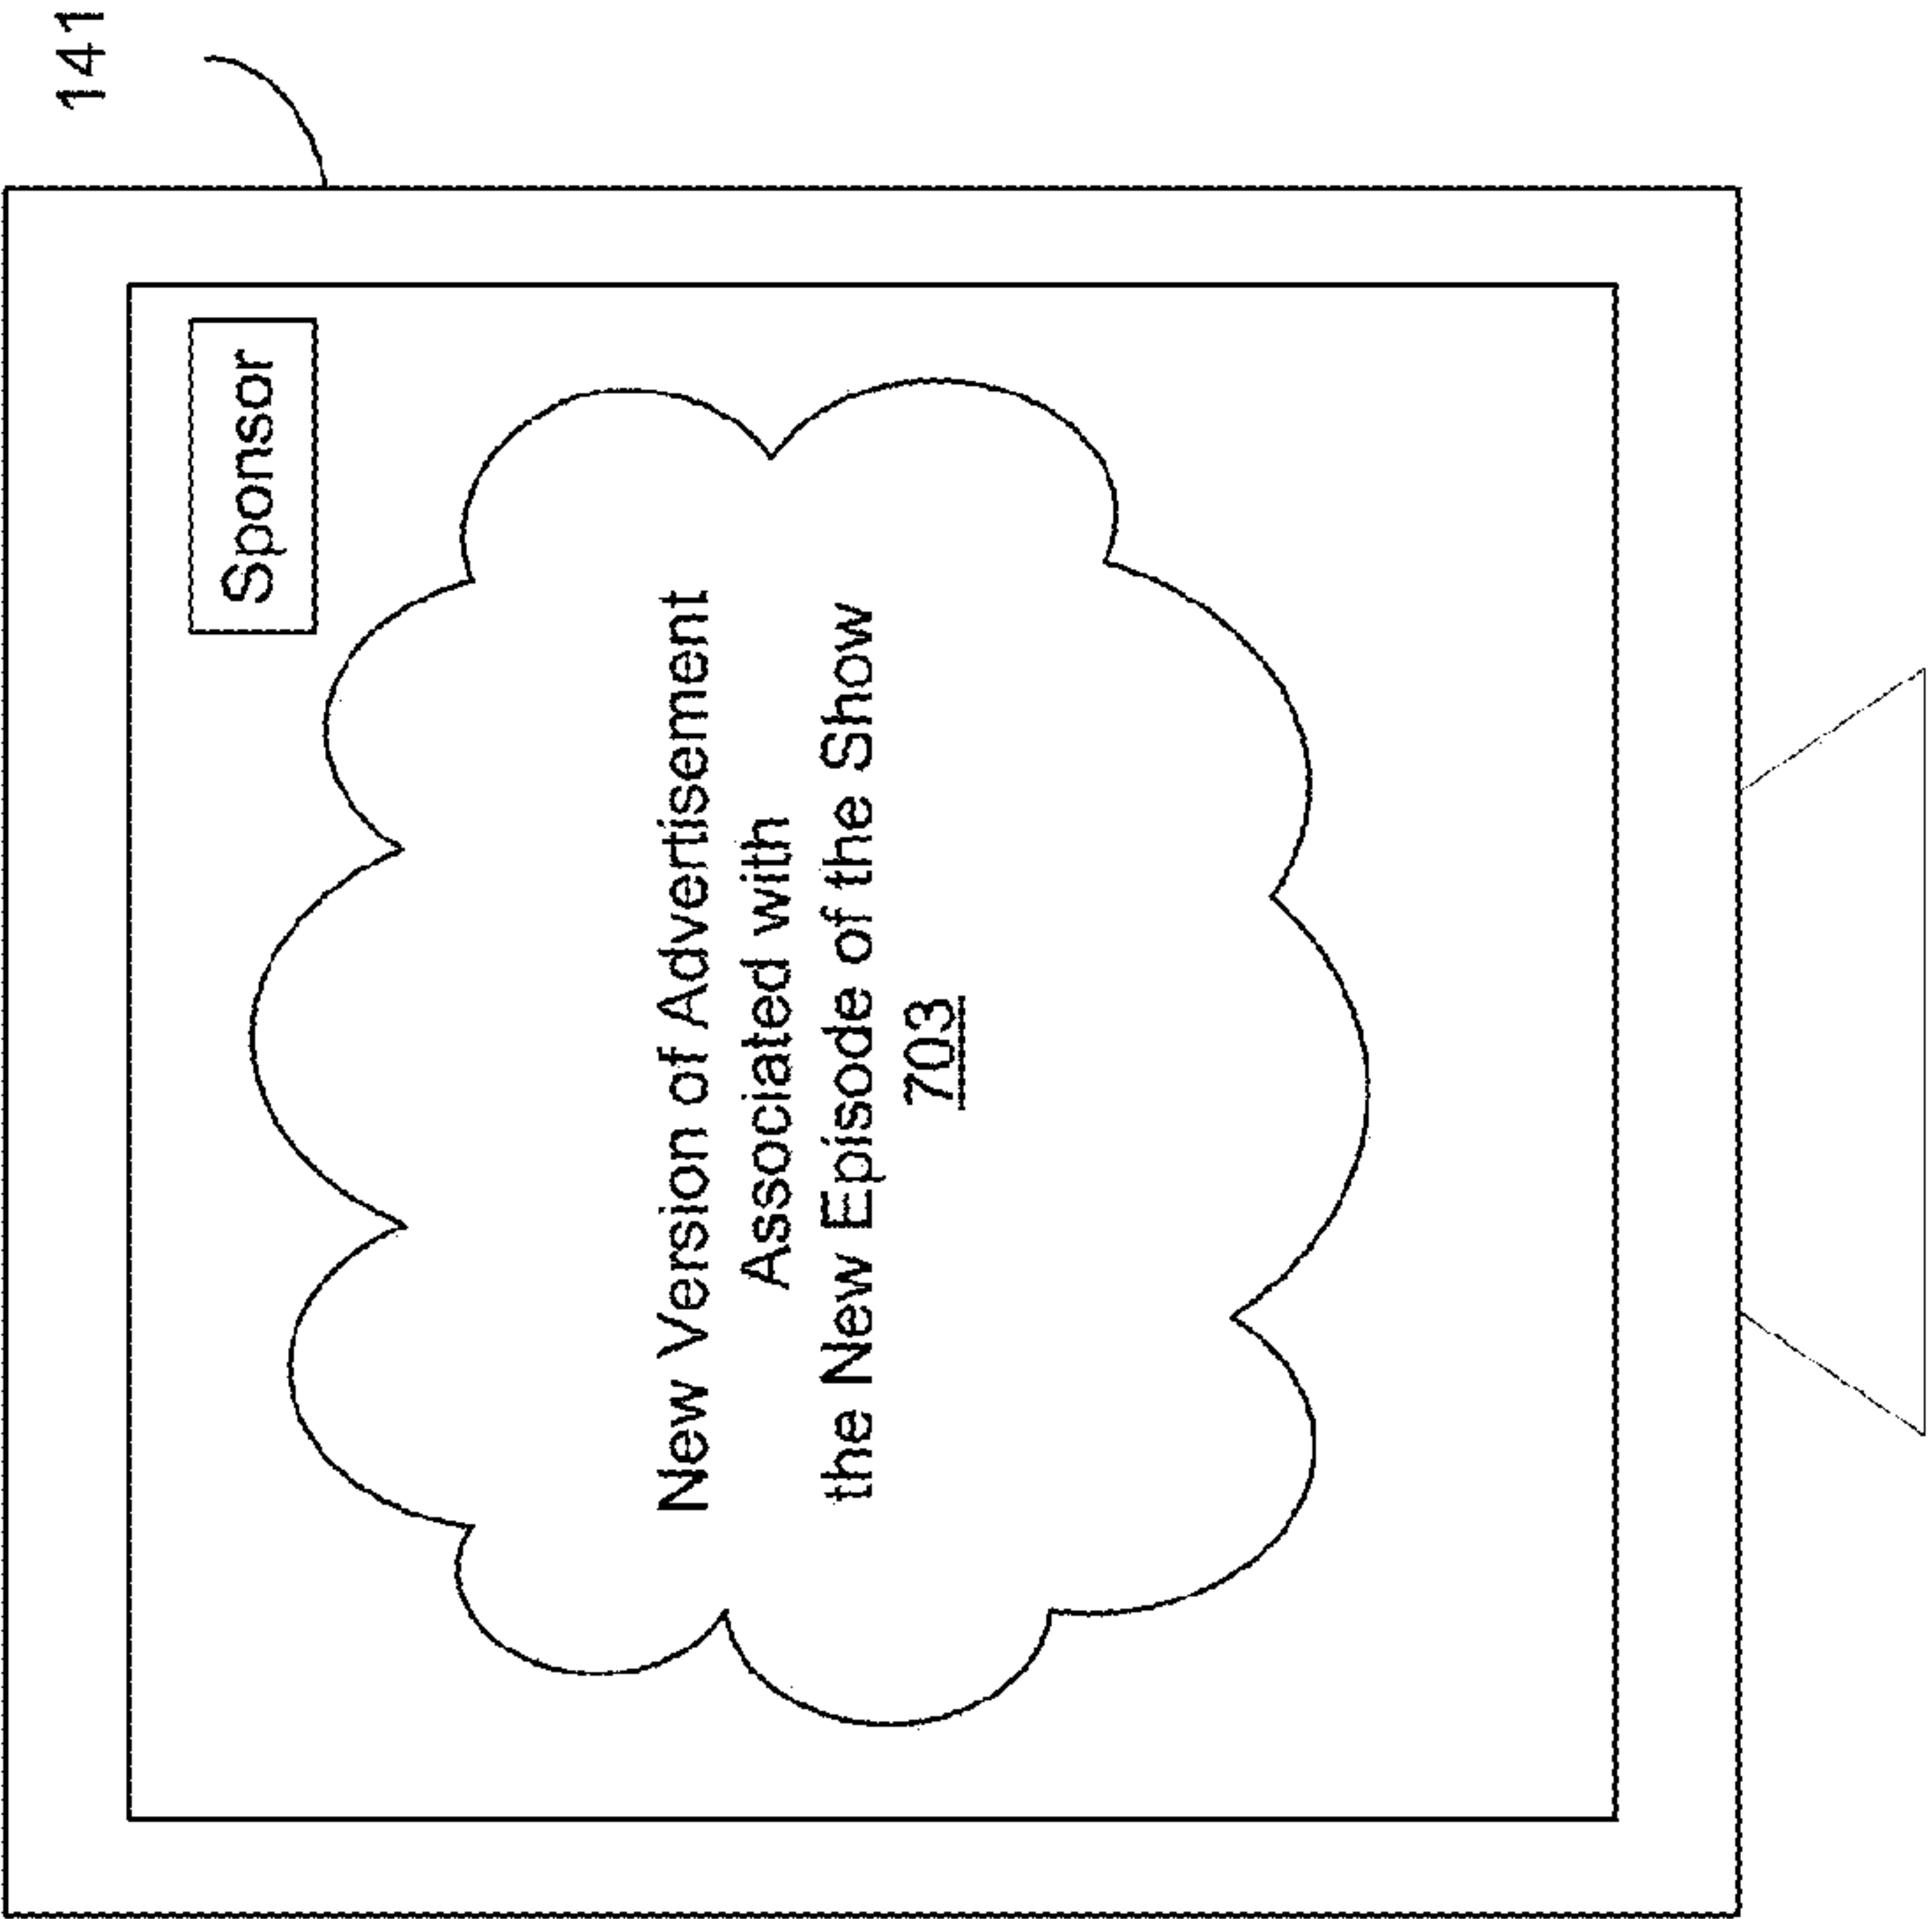 141
Sponsor
New Version of Advertisement
Associated with
the New Episode of the Show
703